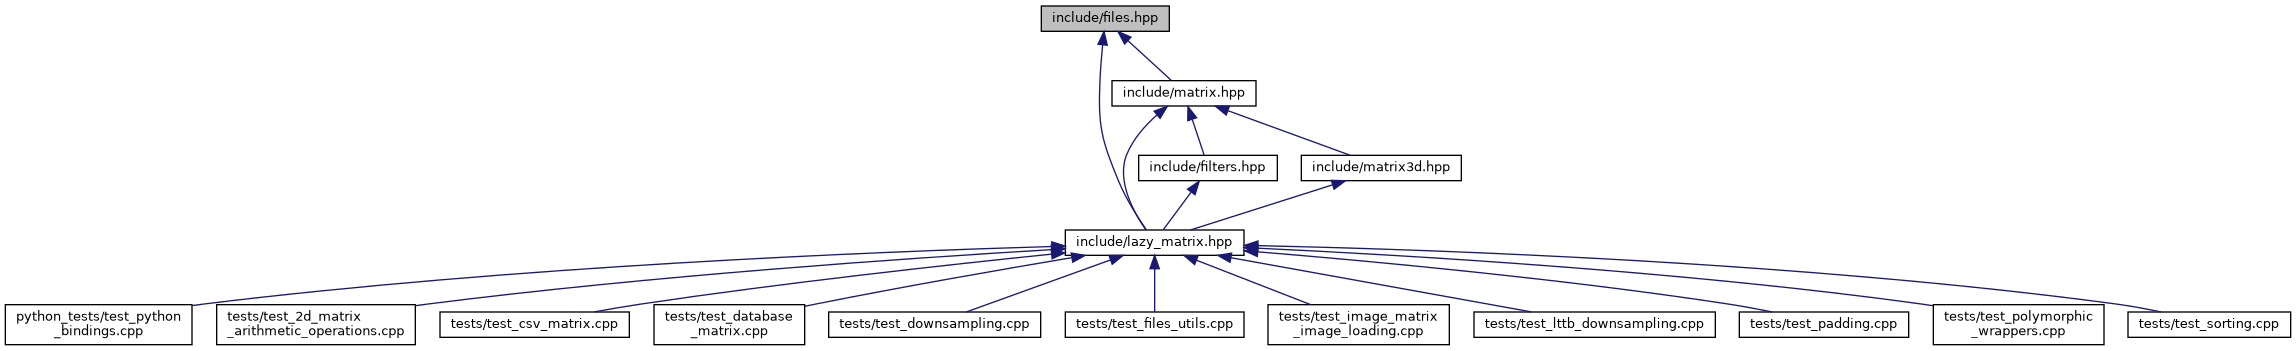 include/files.hpp
include/matrix.hpp
include/filters.hpp
include/matrix3d.hpp
include/lazy_matrix.hpp
python_tests/test_python
_bindings.cpp
tests/test_2d_matrix
_arithmetic_operations.cpp
tests/test_csv_matrix.cpp
tests/test_database
_matrix.cpp
tests/test_downsampling.cpp
tests/test_files_utils.cpp
tests/test_image_matrix
_image_loading.cpp
tests/test_lttb_downsampling.cpp
tests/test_padding.cpp
tests/test_polymorphic
_wrappers.cpp
tests/test_sorting.cpp